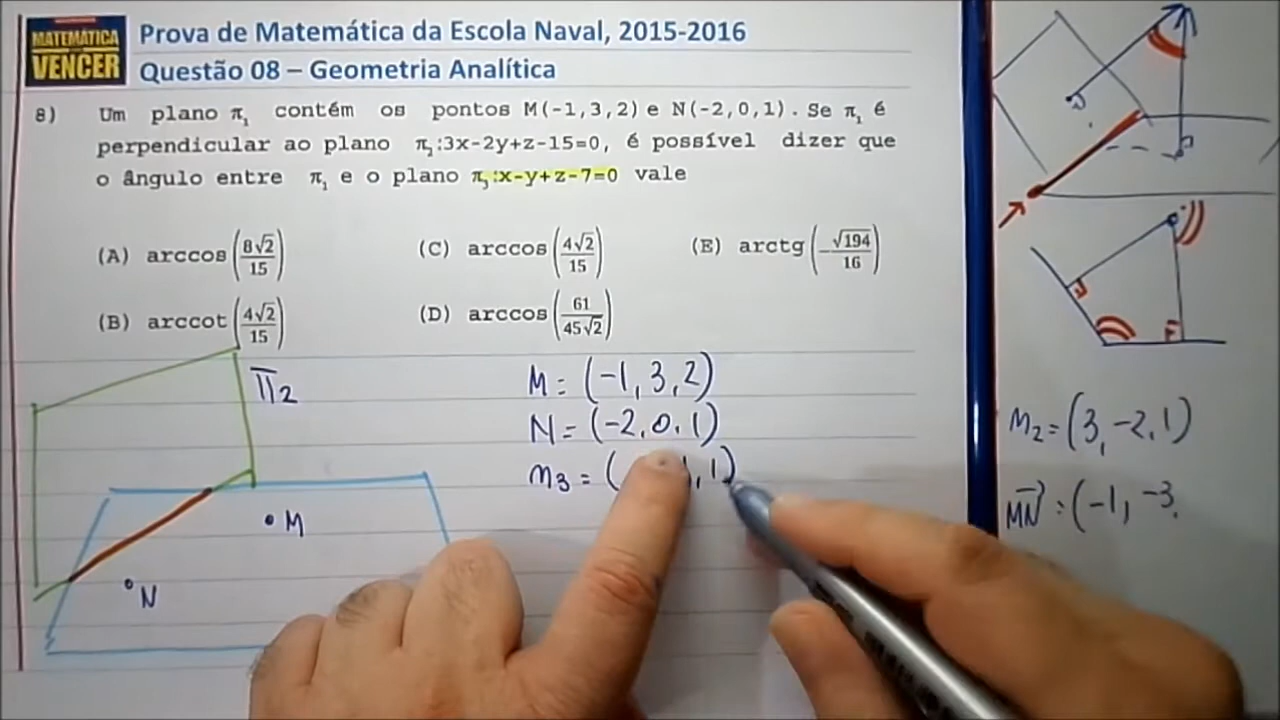 MATEMÁTICA
VENCER
Prova de Matemática da Escola Naval, 2015-2016
Questão 08 – Geometria Analítica
8) Um plano π₁ contém os pontos M(-1,3,2) e N(-2,0,1). Se π₁ é
perpendicular ao plano π₂:3x-2y+z-15=0, é possível dizer que
o ângulo entre π₁ e o plano π₃:x-y+z-7=0 vale
(A) arccos(8√2/15) (C) arccos(4√2/15) (E) arctg(-√194/16)
(B) arccot(4√2/15) (D) arccos(61/45√2)
π2
M = (-1, 3, 2)
N = (-2, 0, 1)
n3 = ( , 1)
M
N
n2 = (3, -2, 1)
MN = (-1, -3,